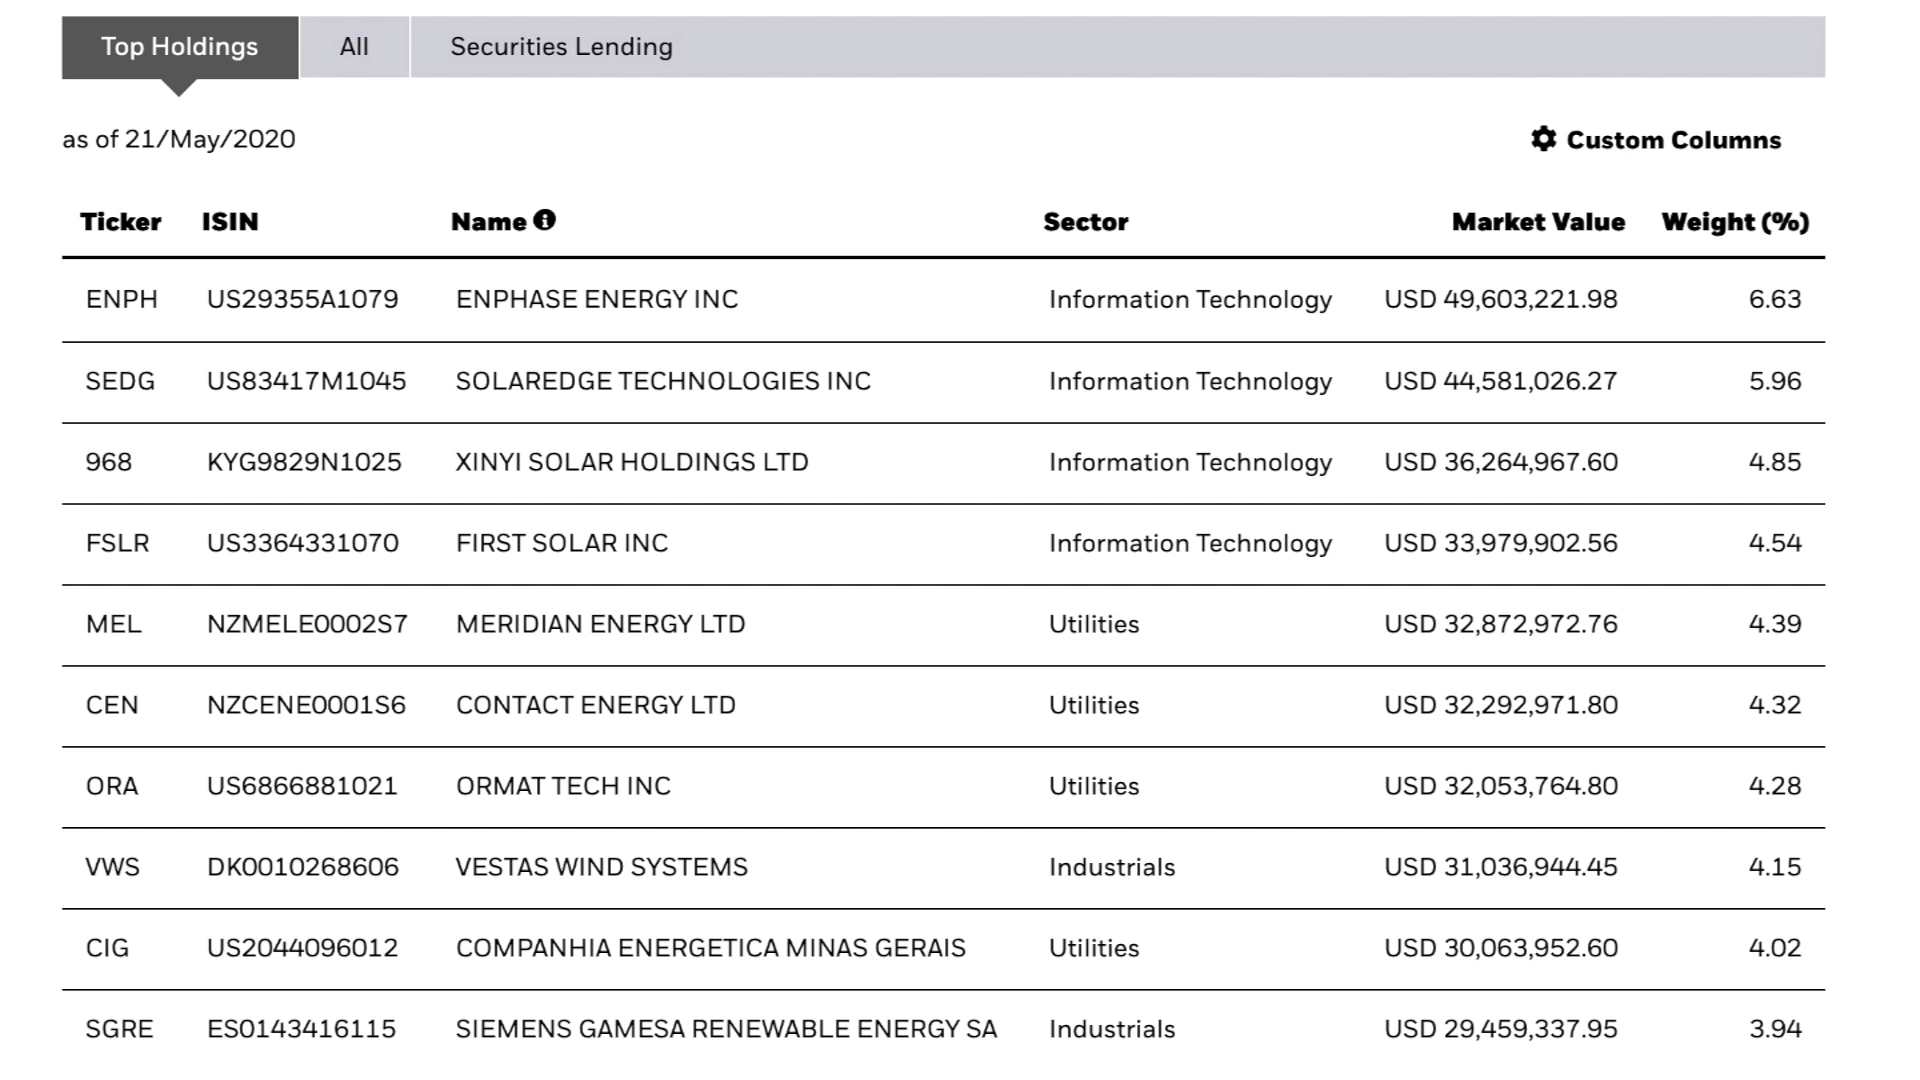 Top Holdings All Securities Lending
as of 21/May/2020 Custom Columns
Ticker ISIN Name Sector Market Value Weight (%)
ENPH US29355A1079 ENPHASE ENERGY INC Information Technology USD 49,603,221.98 6.63
SEDG US83417M1045 SOLAREDGE TECHNOLOGIES INC Information Technology USD 44,581,026.27 5.96
968 KYG9829N1025 XINYI SOLAR HOLDINGS LTD Information Technology USD 36,264,967.60 4.85
FSLR US3364331070 FIRST SOLAR INC Information Technology USD 33,979,902.56 4.54
MEL NZMELE0002S7 MERIDIAN ENERGY LTD Utilities USD 32,872,972.76 4.39
CEN NZCENE0001S6 CONTACT ENERGY LTD Utilities USD 32,292,971.80 4.32
ORA US6866881021 ORMAT TECH INC Utilities USD 32,053,764.80 4.28
VWS DK0010268606 VESTAS WIND SYSTEMS Industrials USD 31,036,944.45 4.15
CIG US2044096012 COMPANHIA ENERGETICA MINAS GERAIS Utilities USD 30,063,952.60 4.02
SGRE ES0143416115 SIEMENS GAMESA RENEWABLE ENERGY SA Industrials USD 29,459,337.95 3.94